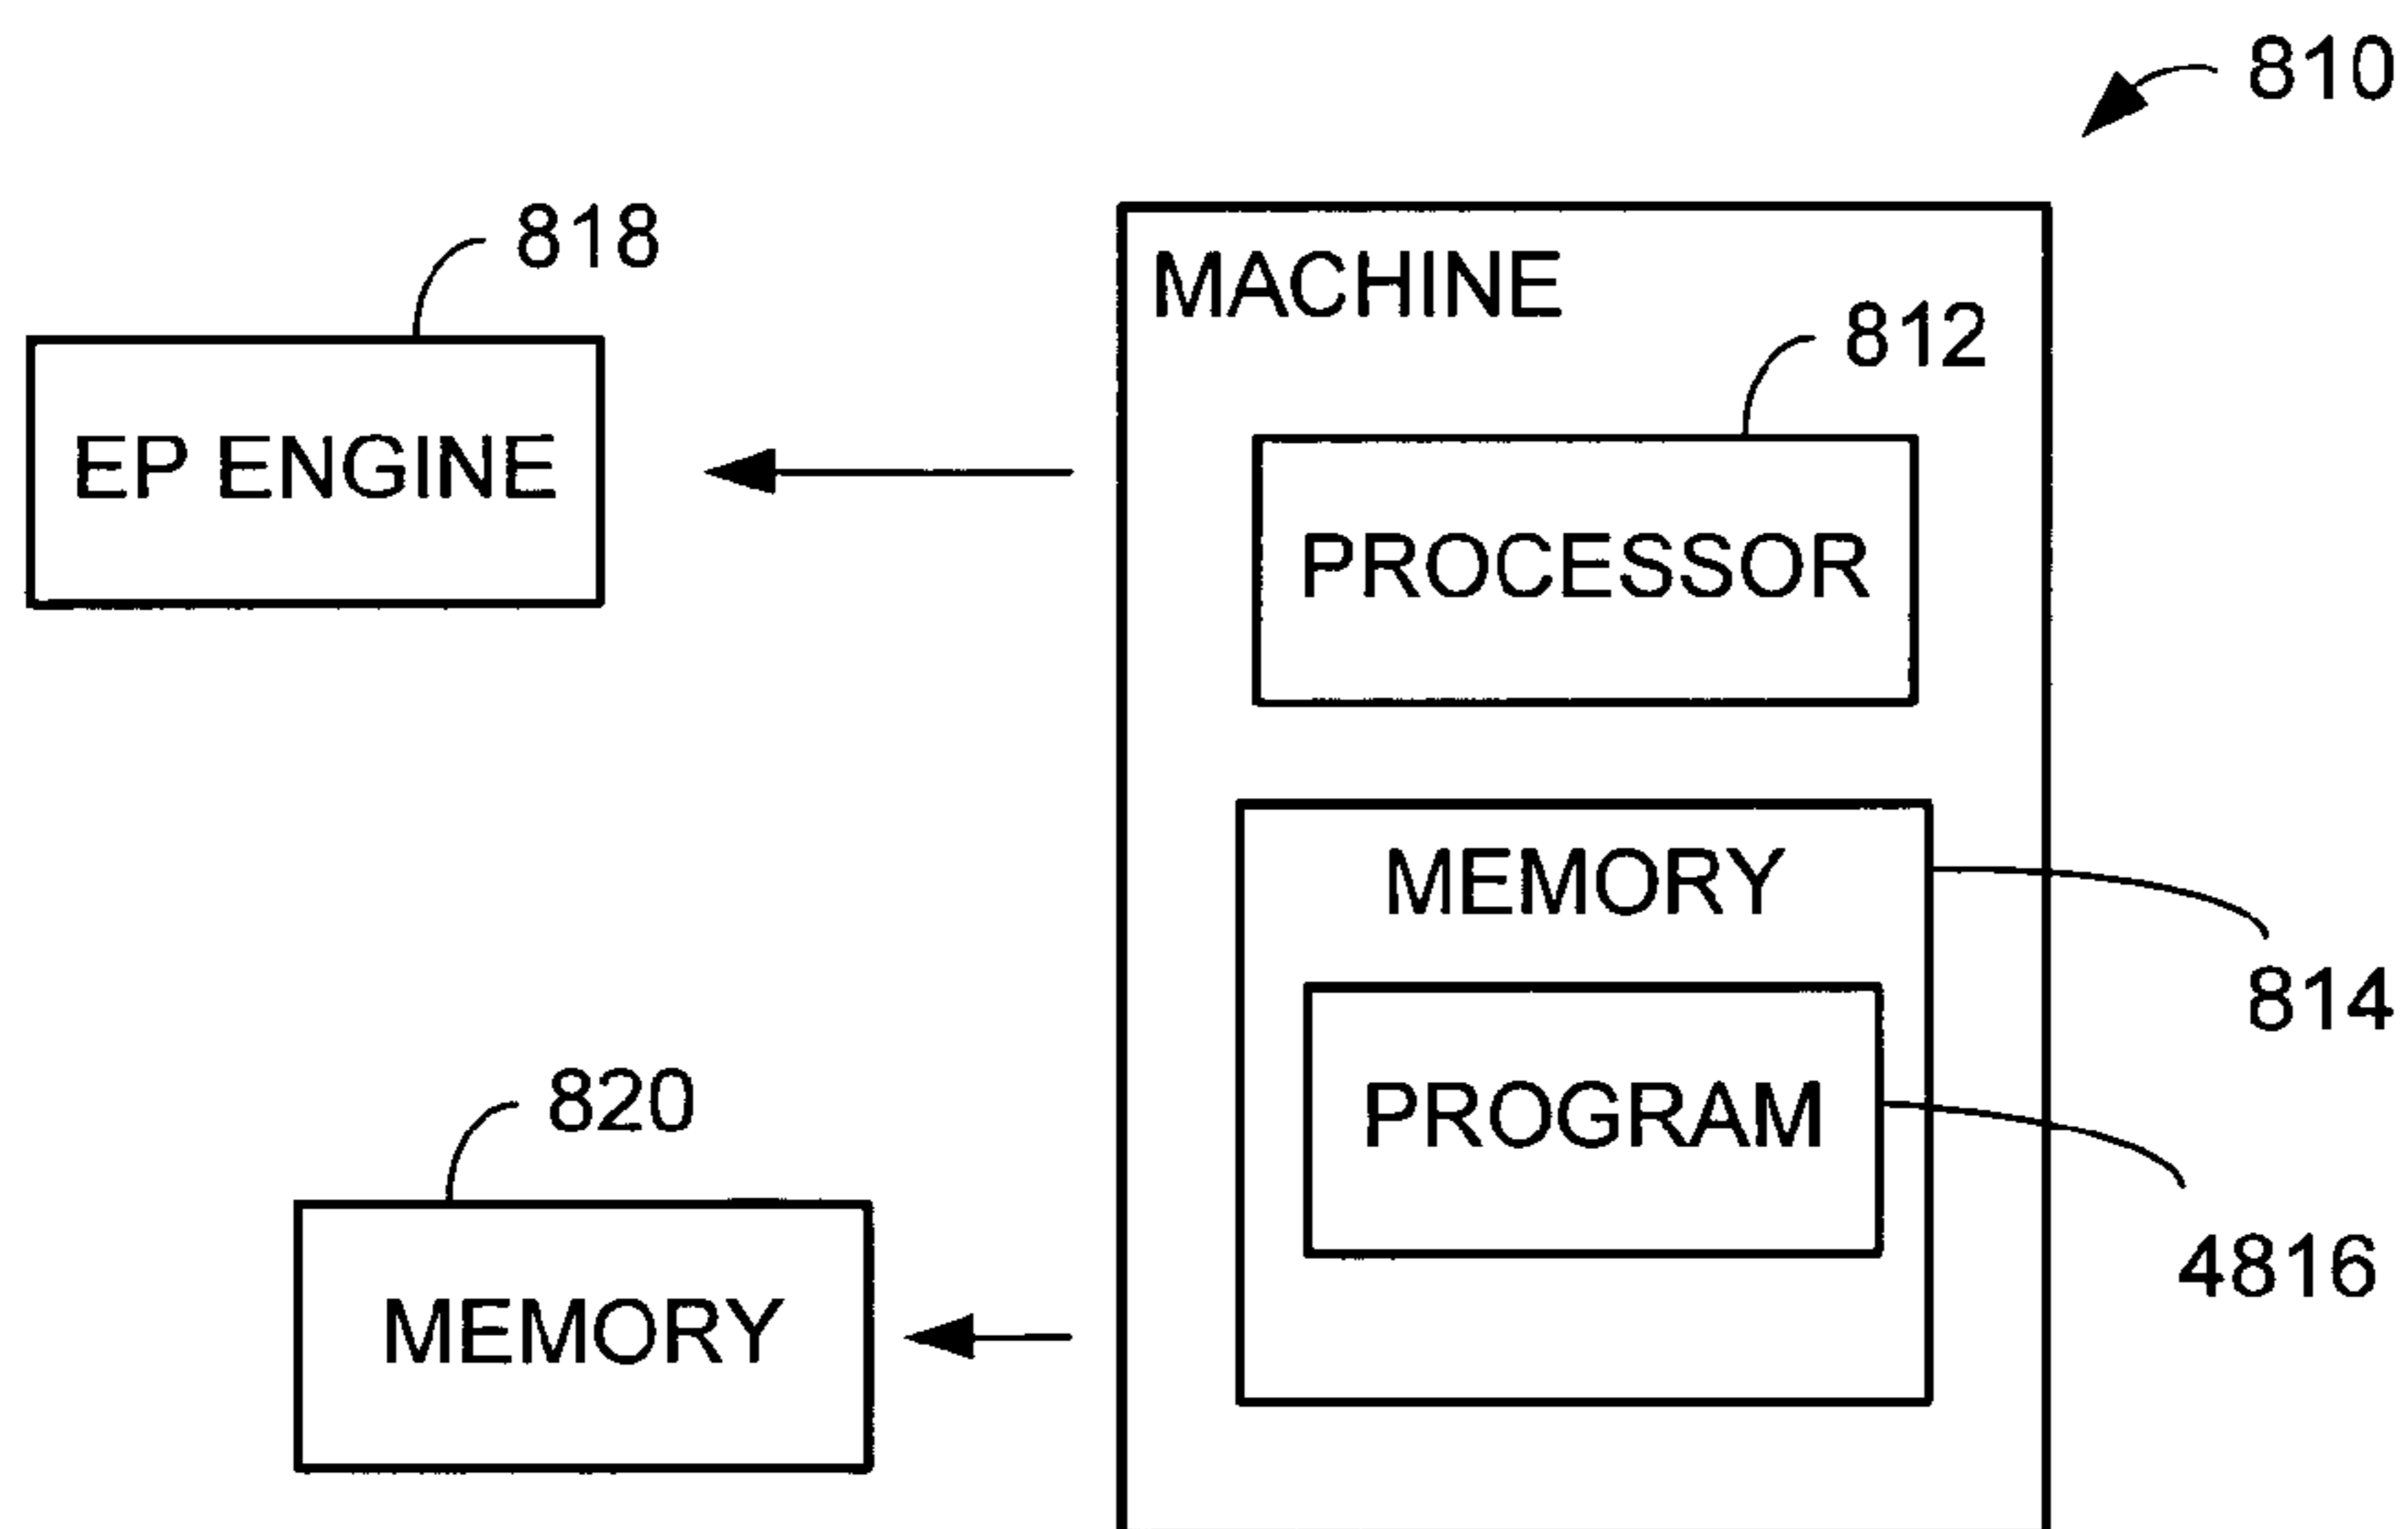 810
818
MACHINE
812
EP ENGINE
PROCESSOR
MEMORY
814
820
PROGRAM
4816
MEMORY